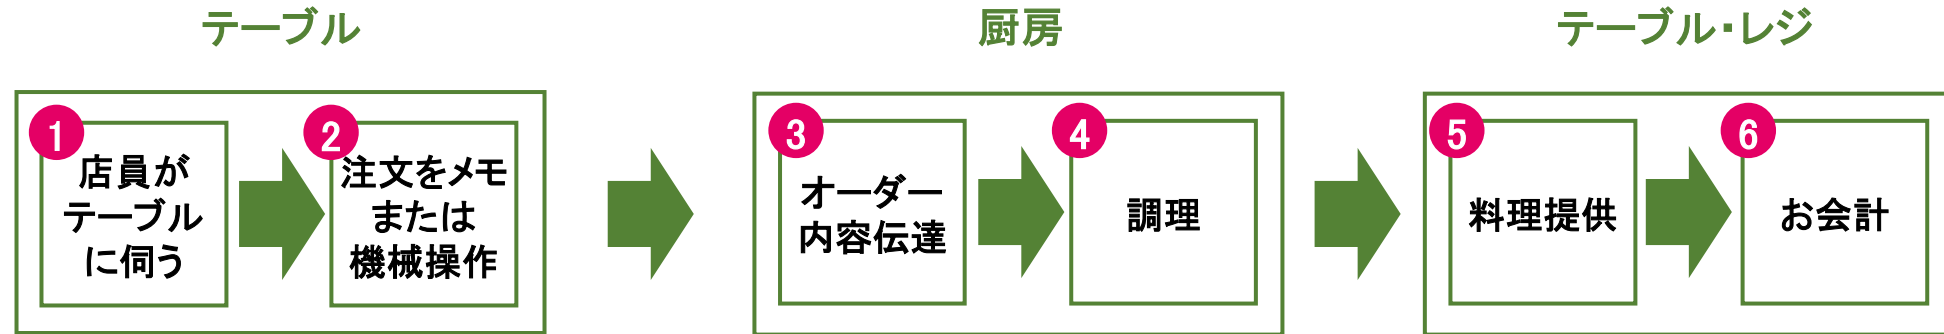 テーブル
厨房
テーブル・レジ
1
店員が
テーブル
に伺う
2
注文をメモ
または
機械操作
3
オーダー
内容伝達
4
調理
5
料理提供
6
お会計